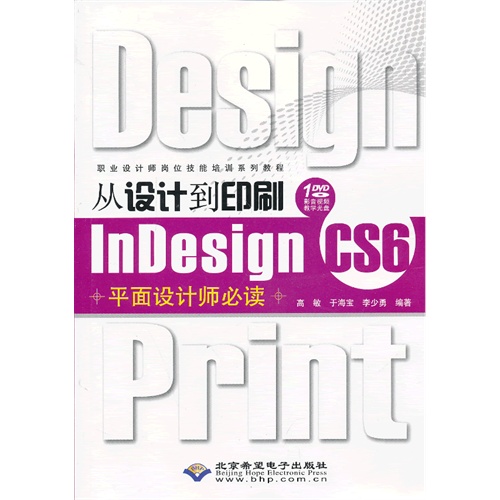 Design
职业设计师岗位技能培训系列教程
从设计到印刷
1DVD
影音视频
教学光盘
InDesign CS6
平面设计师必读
高 敏 于海宝 李少勇 编著
Print
BHP
北京希望电子出版社
Beijing Hope Electronic Press
www.bhp.com.cn